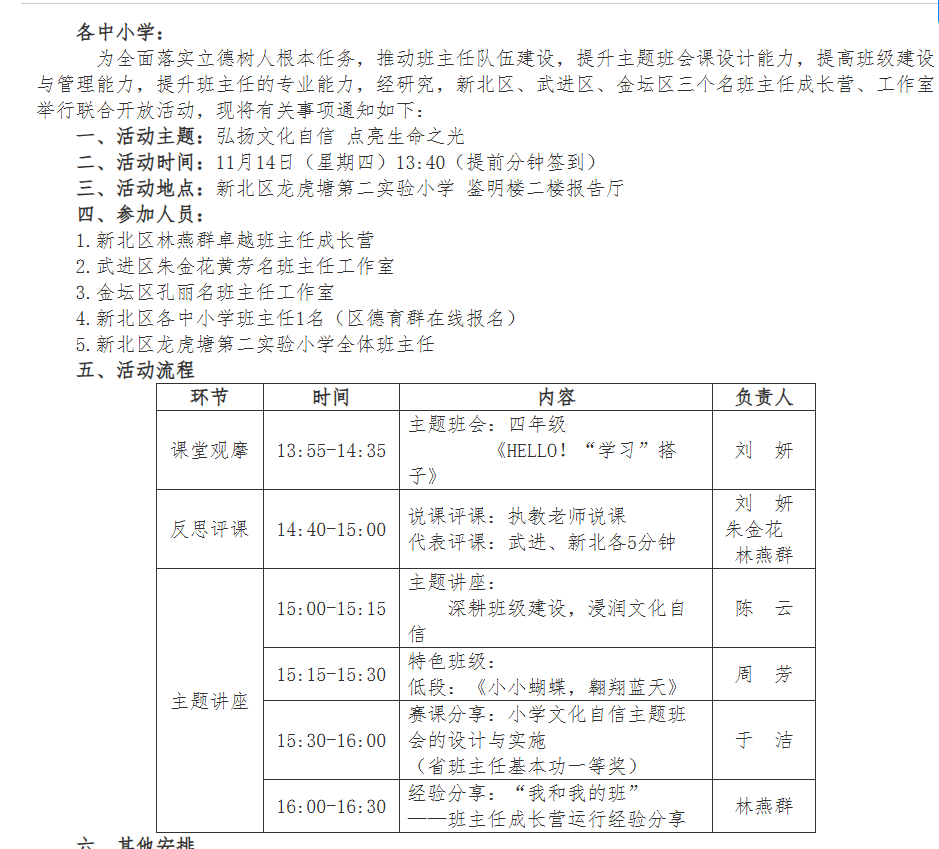 各中小学：
为全面落实立德树人根本任务，推动班主任队伍建设，提升主题班会课设计能力，提高班级建设
与管理能力，提升班主任的专业能力，经研究，新北区、武进区、金坛区三个名班主任成长营、工作室
举行联合开放活动，现将有关事项通知如下：
一、活动主题：弘扬文化自信 点亮生命之光
二、活动时间：11月14日（星期四）13:40（提前分钟签到）
三、活动地点：新北区龙虎塘第二实验小学 鉴明楼二楼报告厅
四、参加人员：
1.新北区林燕群卓越班主任成长营
2.武进区朱金花黄芳名班主任工作室
3.金坛区孔丽名班主任工作室
4.新北区各中小学班主任1名（区德育群在线报名）
5.新北区龙虎塘第二实验小学全体班主任
五、活动流程
环节 时间 内容 负责人
课堂观摩 13:55-14:35 主题班会：四年级
《HELLO！“学习”搭
子》
刘 妍
反思评课 14:40-15:00 说课评课：执教老师说课
代表评课：武进、新北各5分钟
刘 妍
朱金花
林燕群
主题讲座
15:00-15:15 主题讲座：
深耕班级建设，浸润文化自
信
陈 云
15:15-15:30 特色班级：
低段：《小小蝴蝶，翱翔蓝天》
周 芳
15:30-16:00 赛课分享：小学文化自信主题班
会的设计与实施
（省班主任基本功一等奖）
于 洁
16:00-16:30 经验分享：“我和我的班”
——班主任成长营运行经验分享
林燕群
六、其他安排